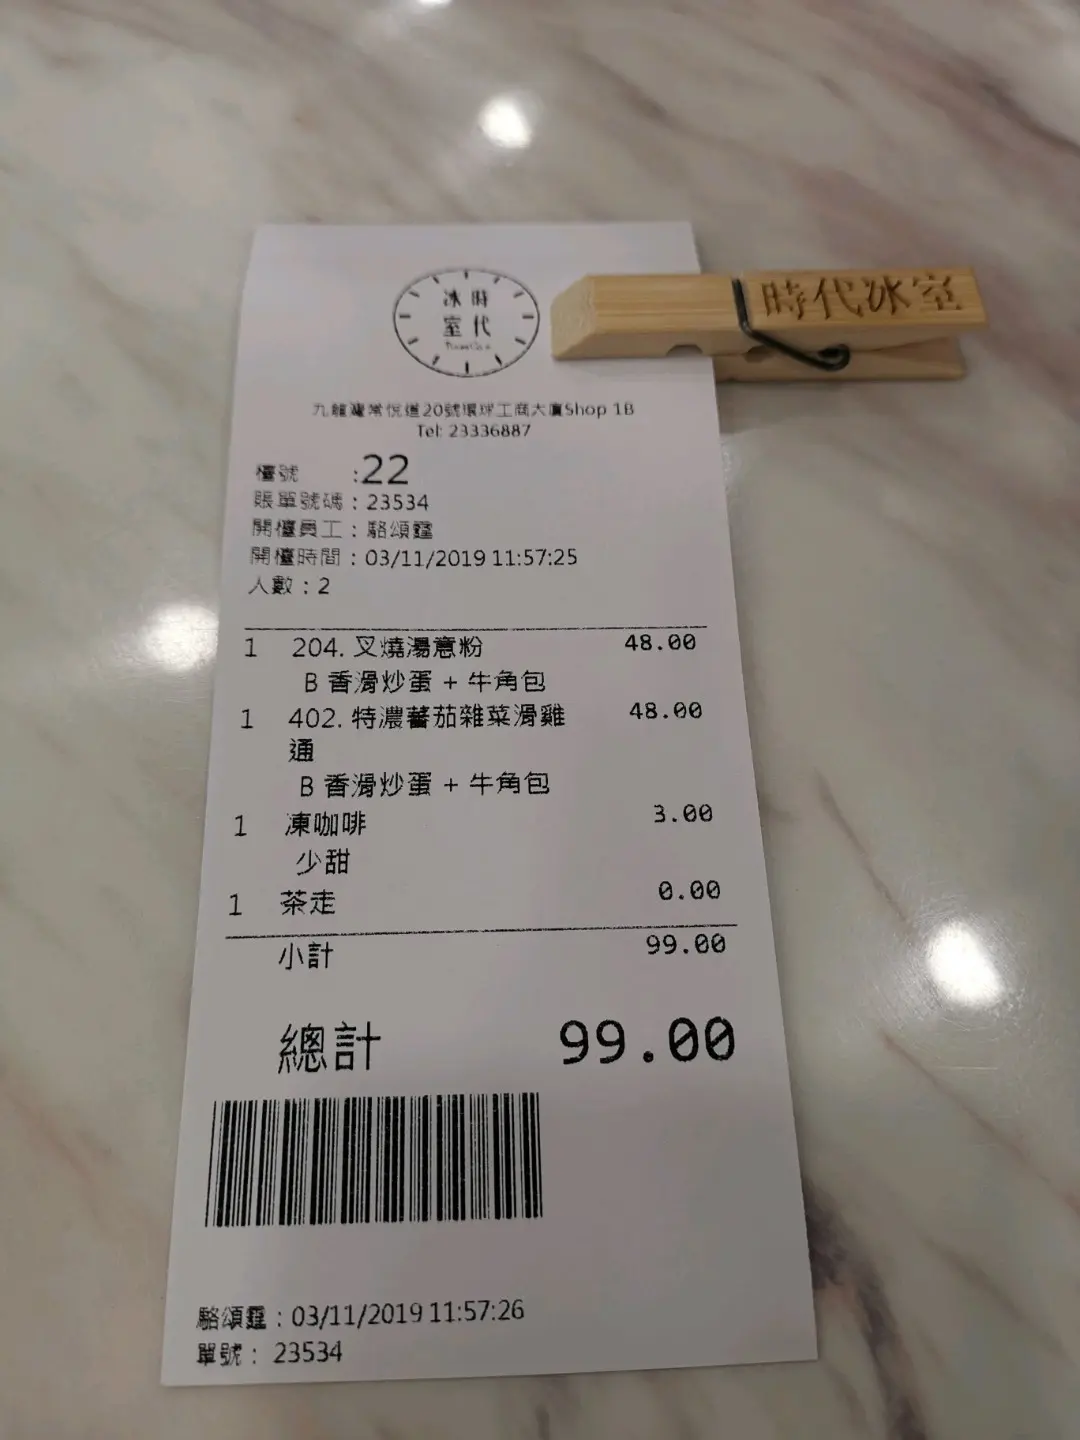 時代冰室
時代
冰室
九龍灣常悅道20號環球工商大廈Shop 1B
Tel: 23336887
檯號 :22
賬單號碼：23534
開檯員工：駱頌霆
開檯時間：03/11/2019 11:57:25
人數：2
1 204. 叉燒湯意粉 48.00
B 香滑炒蛋 + 牛角包
1 402. 特濃蕃茄雜菜滑雞 48.00
通
B 香滑炒蛋 + 牛角包
1 凍咖啡 3.00
少甜
1 茶走 0.00
小計 99.00
總計 99.00
駱頌霆：03/11/2019 11:57:26
單號： 23534